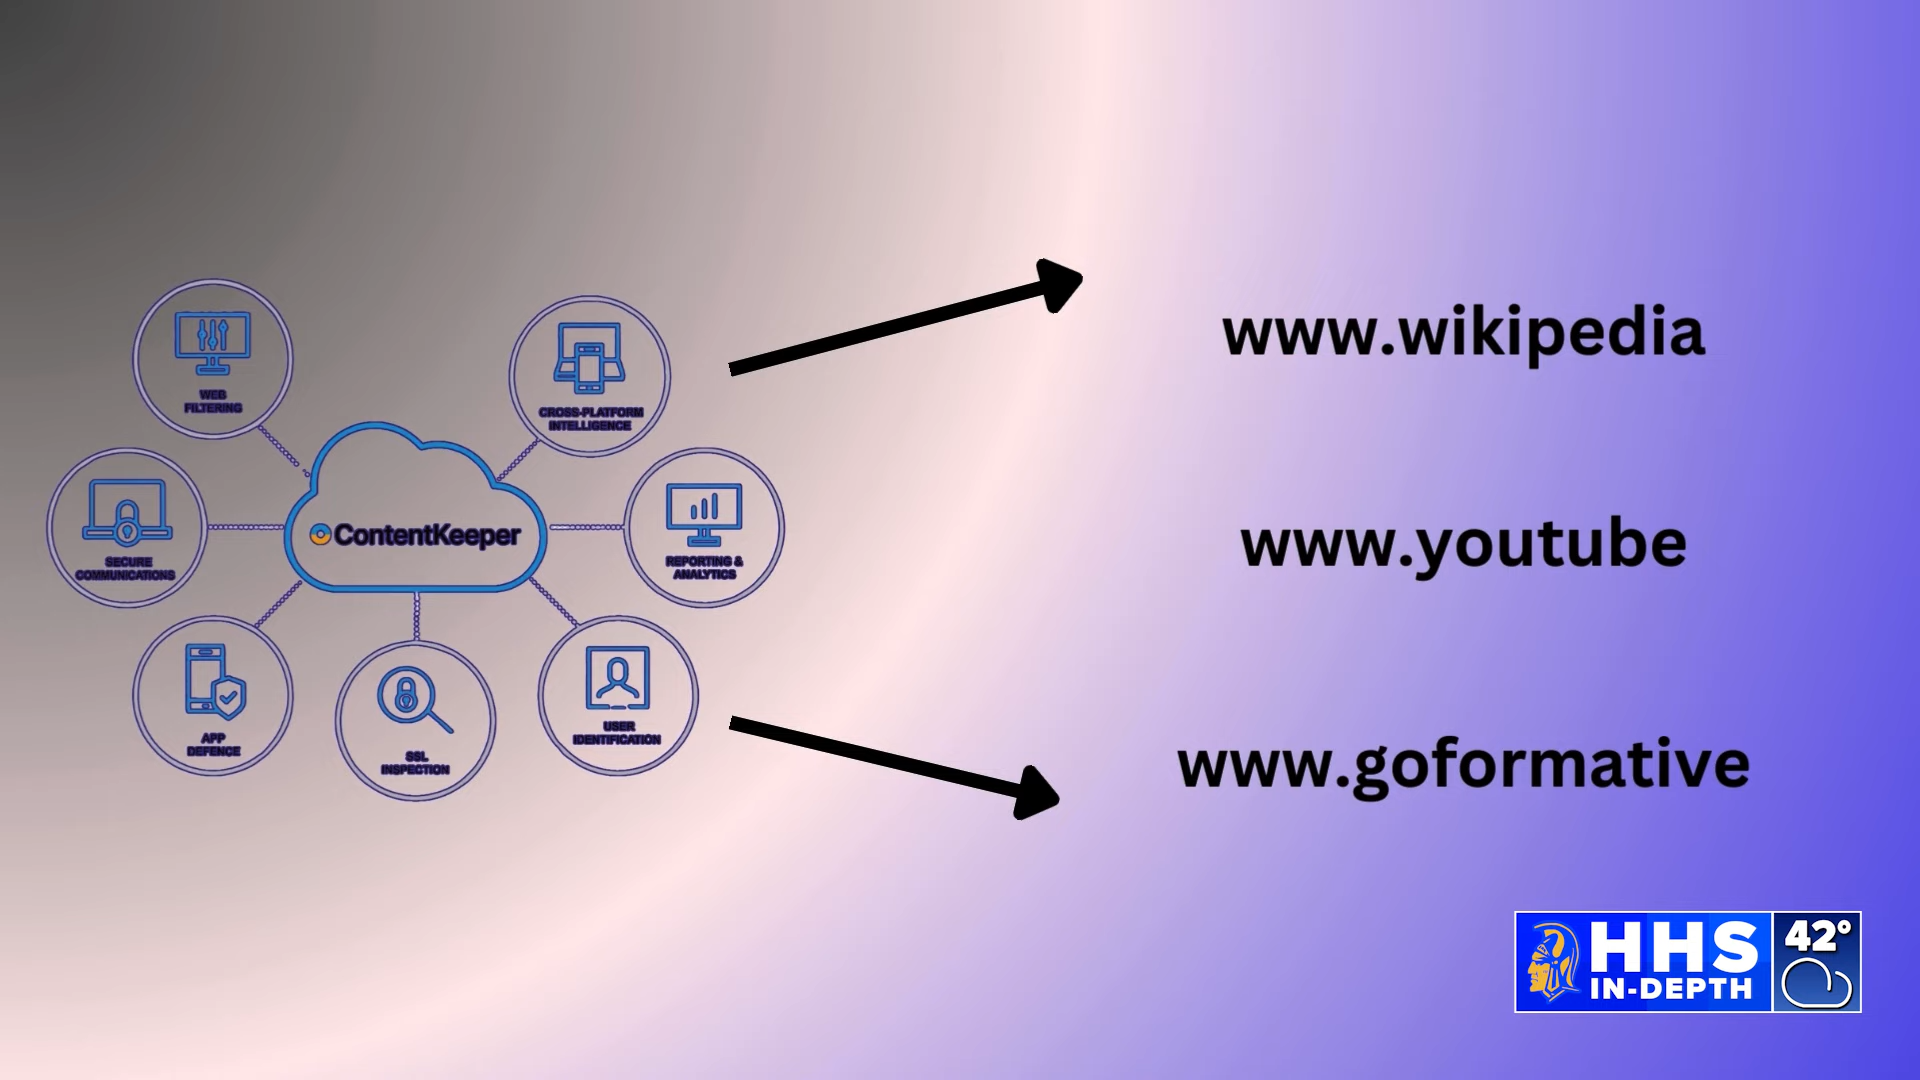 WEB
FILTERING
CROSS-PLATFORM
INTELLIGENCE
SECURE
COMMUNICATIONS
ContentKeeper
REPORTING &
ANALYTICS
APP
DEFENCE
SSL
INSPECTION
USER
IDENTIFICATION
www.wikipedia
www.youtube
www.goformative
HHS
IN-DEPTH
42°